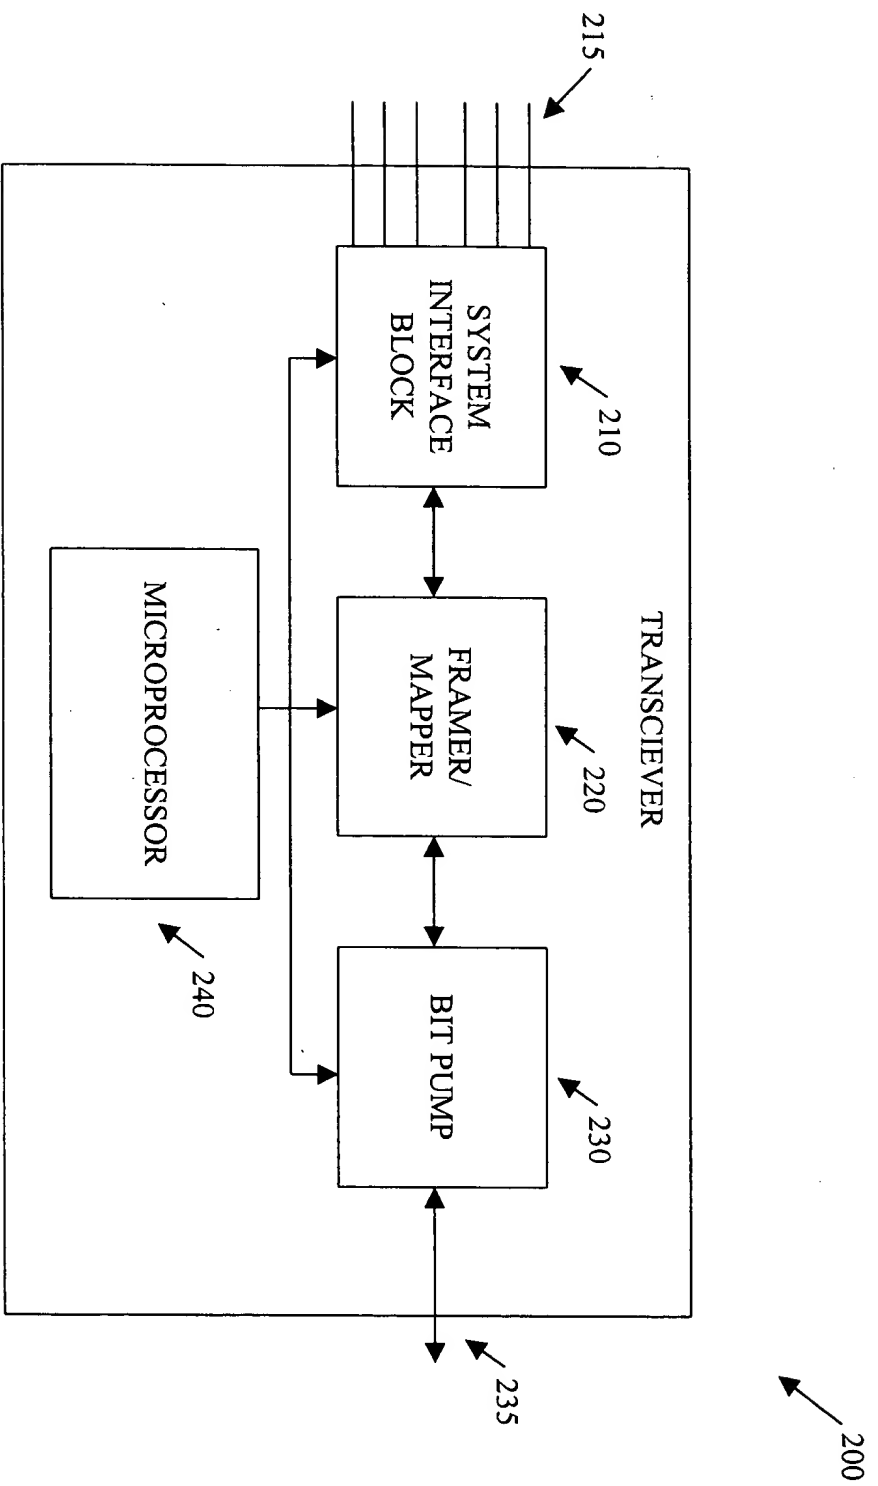 200
TRANSCIEVER
215
210
220
230
235
SYSTEM
INTERFACE
BLOCK
FRAMER/
MAPPER
BIT PUMP
MICROPROCESSOR
240